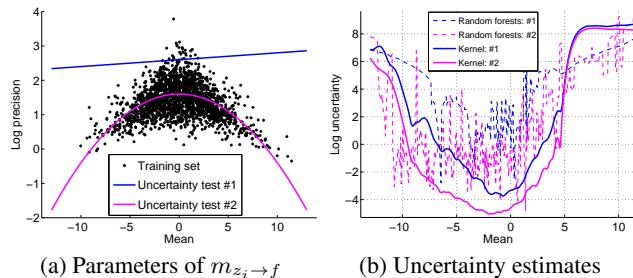 (a)
4
3
2
1
0
−1
−2
Log precision
−10
−5
0
5
10
Mean
Training set
Uncertainty test #1
Uncertainty test #2
(a) Parameters of m_{z_i→f}
(b)
8
6
4
2
0
−2
−4
Log uncertainty
−10
−5
0
5
10
Mean
Random forests: #1
Random forests: #2
Kernel: #1
Kernel: #2
(b) Uncertainty estimates